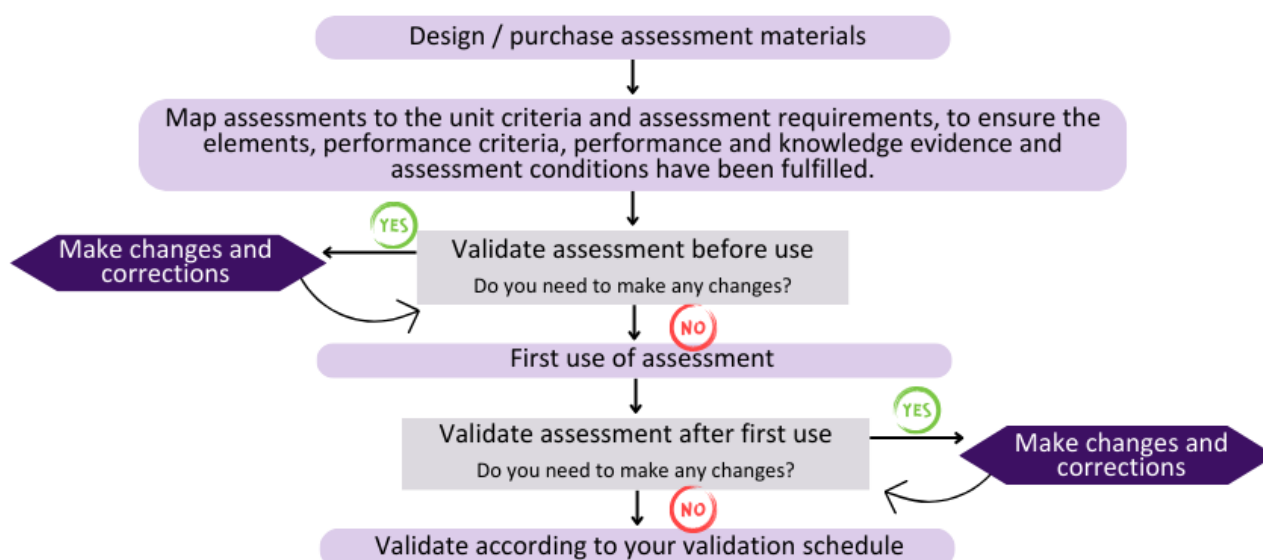 Design / purchase assessment materials
Map assessments to the unit criteria and assessment requirements, to ensure the
elements, performance criteria, performance and knowledge evidence and
assessment conditions have been fulfilled.
YES
Make changes and
corrections
Validate assessment before use
Do you need to make any changes?
NO
First use of assessment
YES
Validate assessment after first use
Do you need to make any changes?
Make changes and
corrections
NO
Validate according to your validation schedule